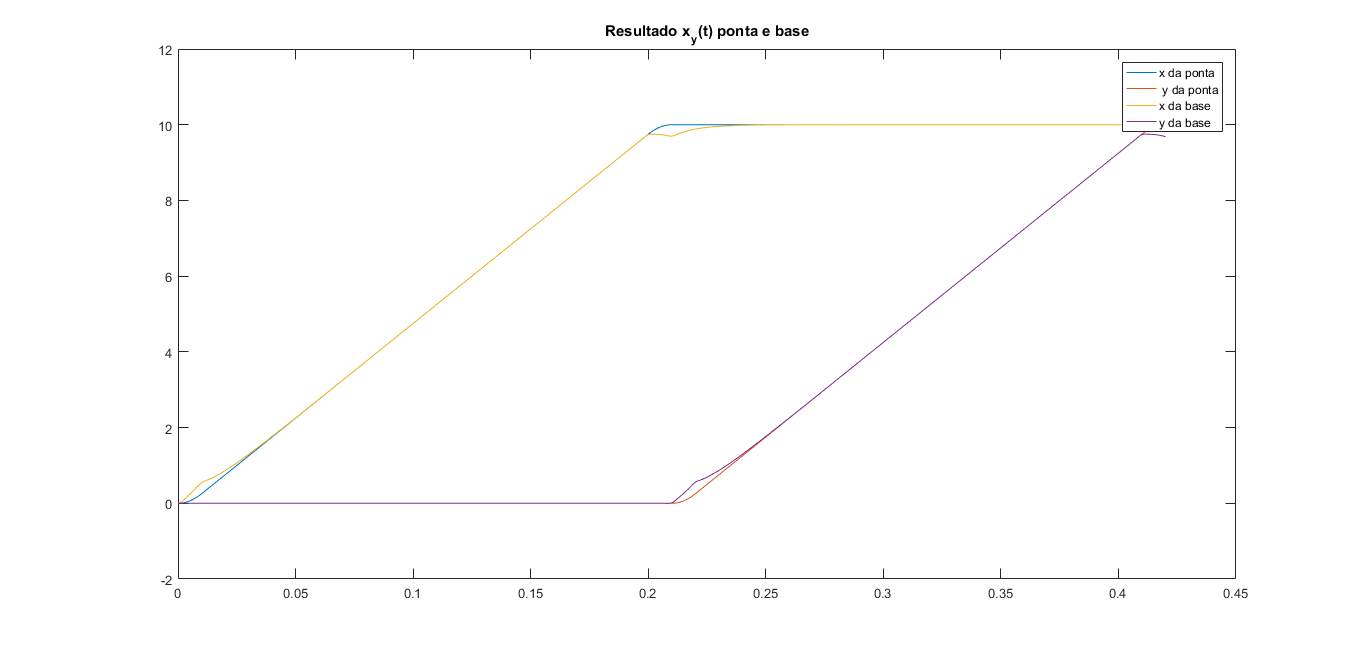 Resultado x_y(t) ponta e base
12
10
8
6
4
2
0
-2
x da ponta
y da ponta
x da base
y da base
0 0.05 0.1 0.15 0.2 0.25 0.3 0.35 0.4 0.45